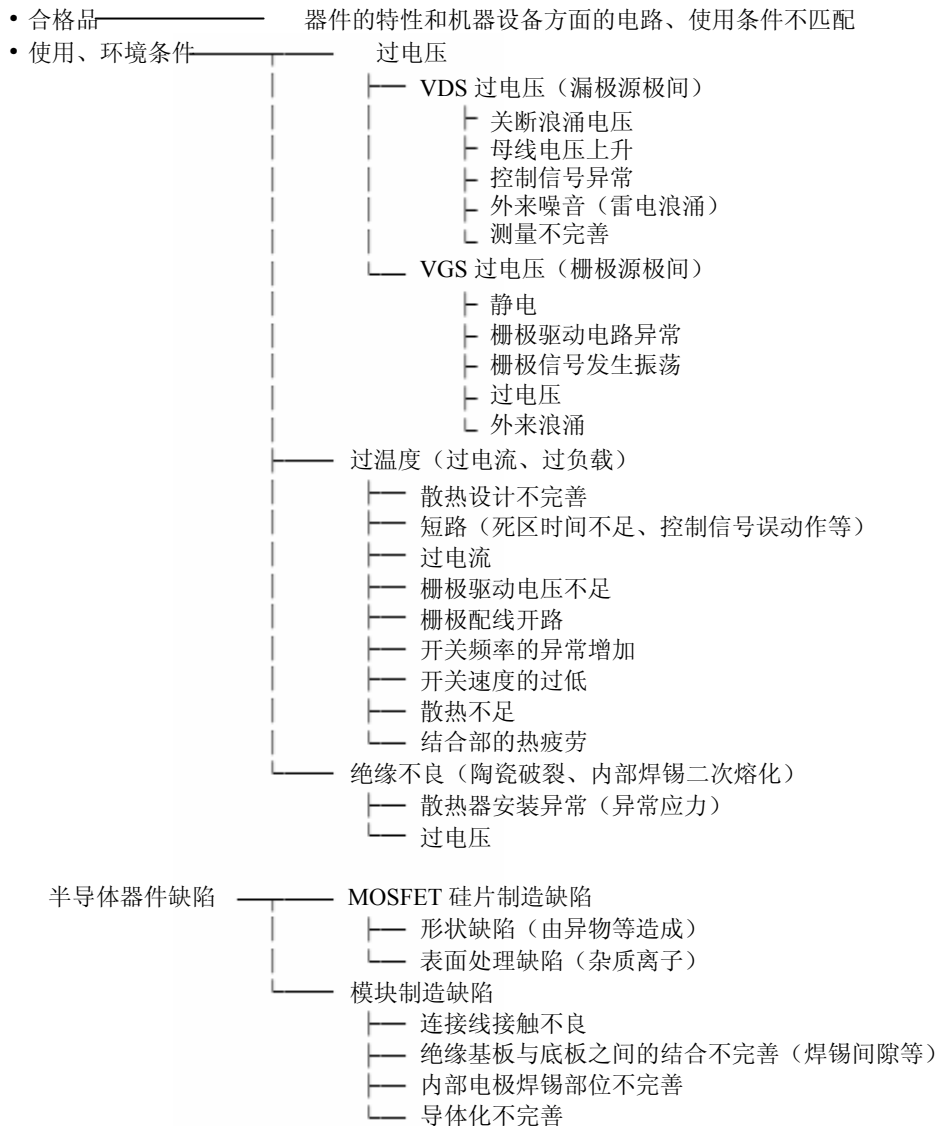 • 合格品 器件的特性和机器设备方面的电路、使用条件不匹配
• 使用、环境条件 过电压
VDS 过电压（漏极源极间）
关断浪涌电压
母线电压上升
控制信号异常
外来噪音（雷电浪涌）
测量不完善
VGS 过电压（栅极源极间）
静电
栅极驱动电路异常
栅极信号发生振荡
过电压
外来浪涌
过温度（过电流、过负载）
散热设计不完善
短路（死区时间不足、控制信号误动作等）
过电流
栅极驱动电压不足
栅极配线开路
开关频率的异常增加
开关速度的过低
散热不足
结合部的热疲劳
绝缘不良（陶瓷破裂、内部焊锡二次熔化）
散热器安装异常（异常应力）
过电压
半导体器件缺陷 MOSFET 硅片制造缺陷
形状缺陷（由异物等造成）
表面处理缺陷（杂质离子）
模块制造缺陷
连接线接触不良
绝缘基板与底板之间的结合不完善（焊锡间隙等）
内部电极焊锡部位不完善
导体化不完善